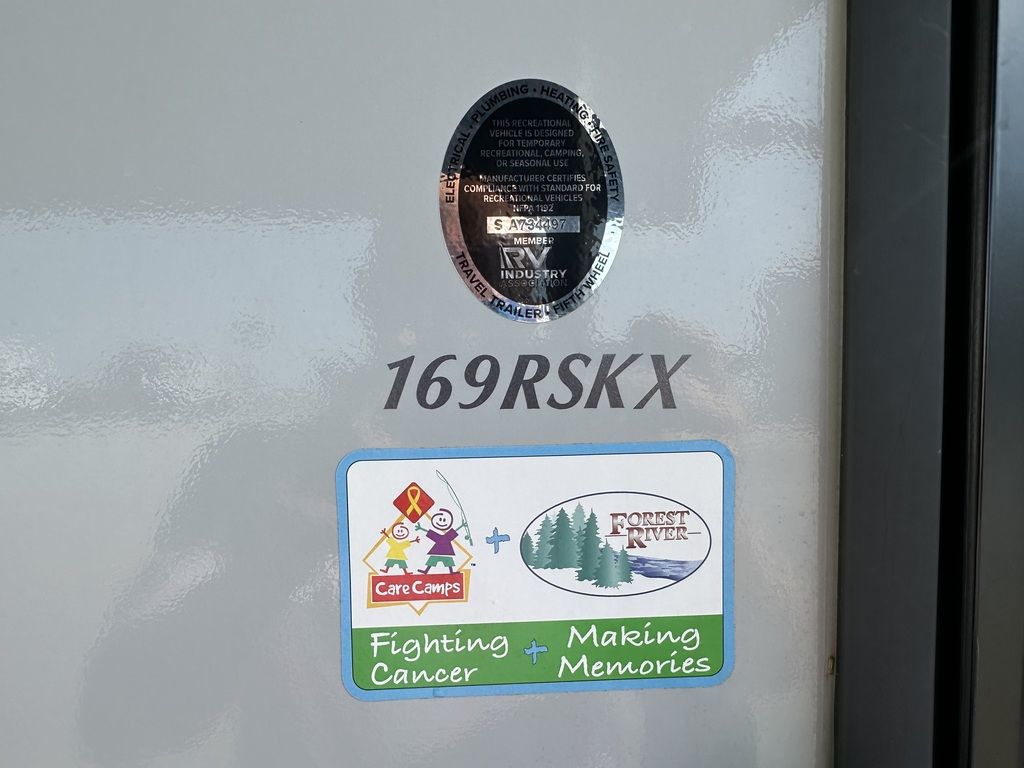 ELECTRICAL • PLUMBING • HEATING • FIRE SAFETY
THIS RECREATIONAL
VEHICLE IS DESIGNED
FOR TEMPORARY
RECREATIONAL, CAMPING,
OR SEASONAL USE
MANUFACTURER CERTIFIES
COMPLIANCE WITH STANDARD FOR
RECREATIONAL VEHICLES
NFPA 1192
S A734497
MEMBER
RV
INDUSTRY
ASSOCIATION
TRAVEL TRAILER • FIFTH WHEEL
169RSKX
Care Camps™
+
FOREST
RIVER
Fighting
Cancer
+
Making
Memories